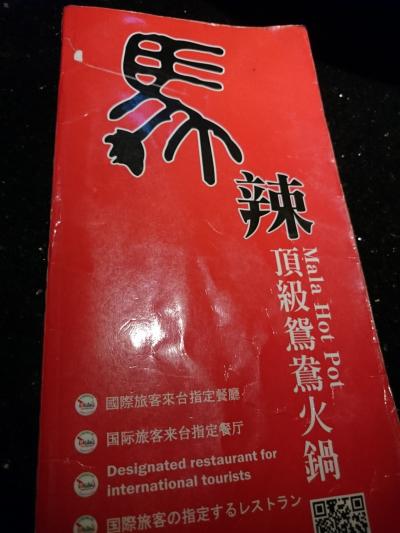 馬辣
頂級鴛鴦火鍋
Mala Hot Pot
國際旅客來台指定餐廳
国际旅客来台指定餐厅
Designated restaurant for
international tourists
国際旅客の指定するレストラン